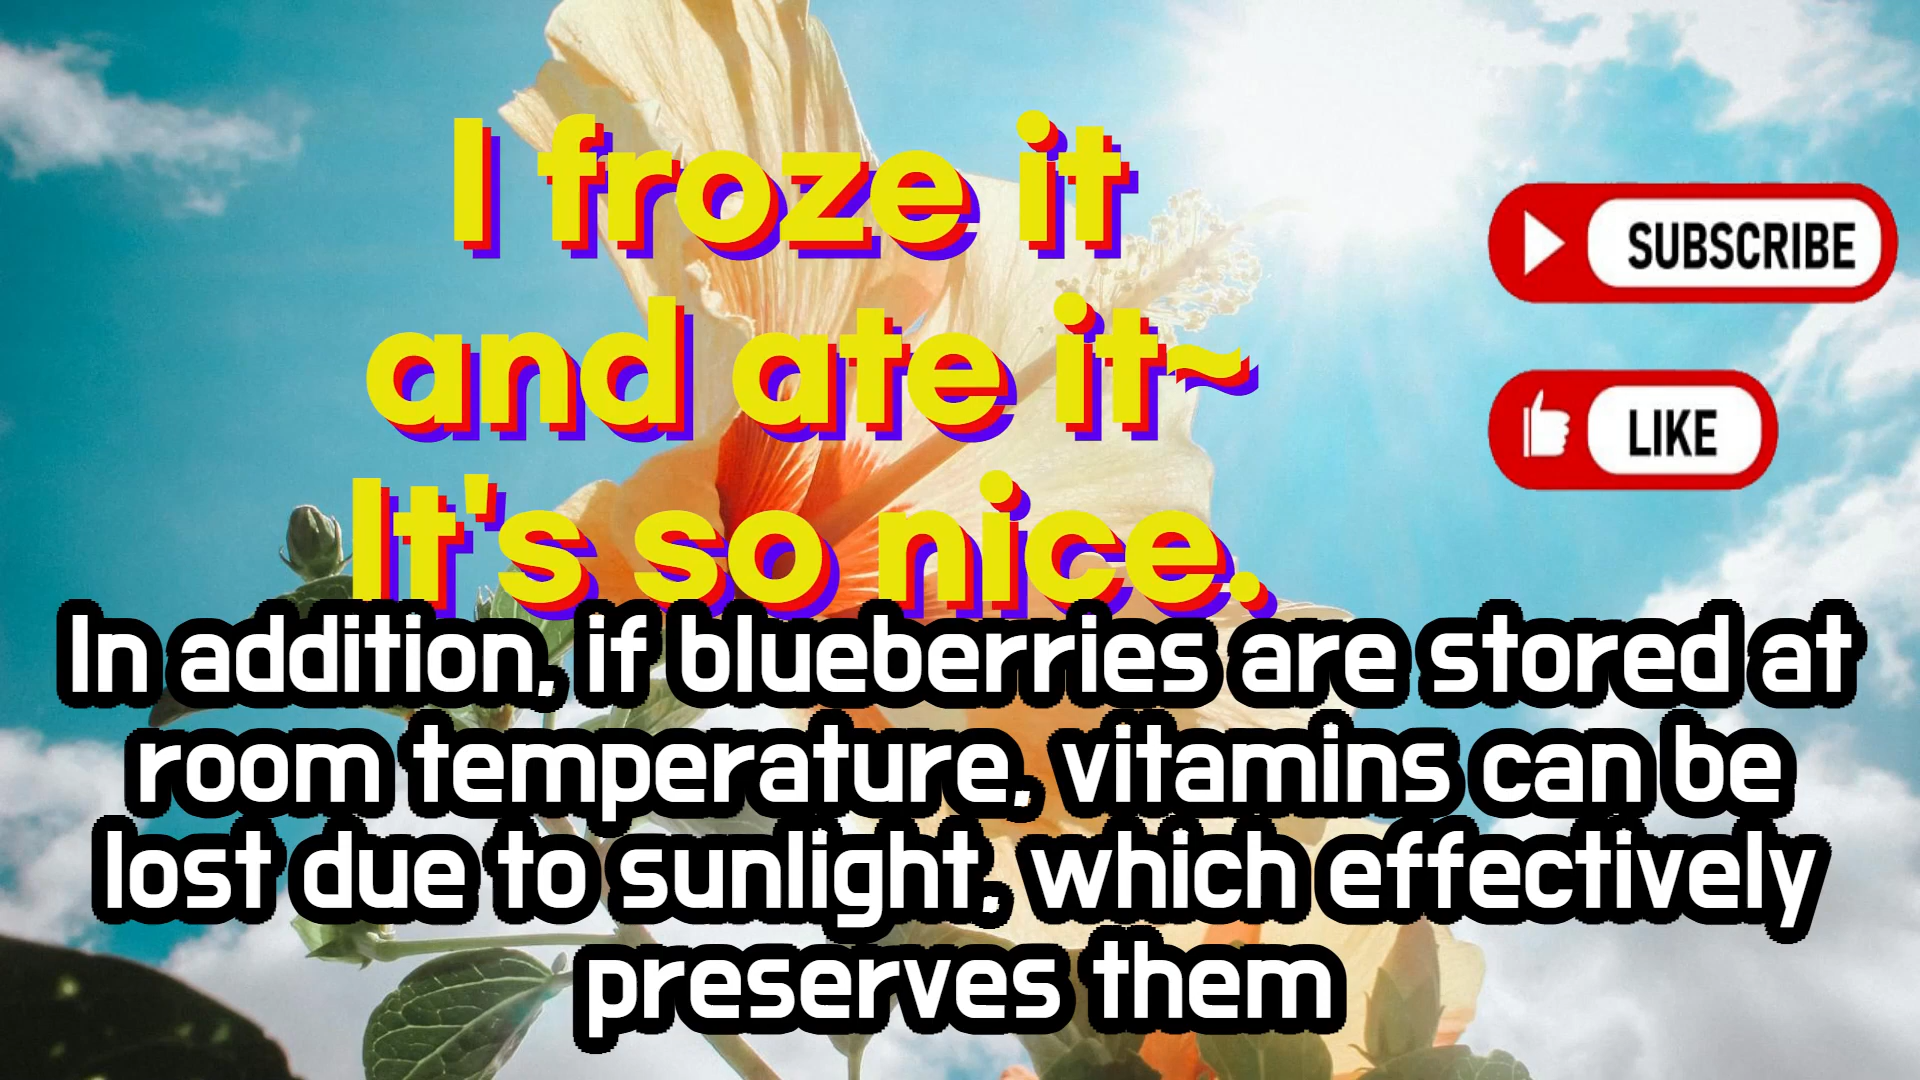 I froze it
and ate it~
It's so nice.
SUBSCRIBE
LIKE
In addition, if blueberries are stored at
room temperature, vitamins can be
lost due to sunlight, which effectively
preserves them